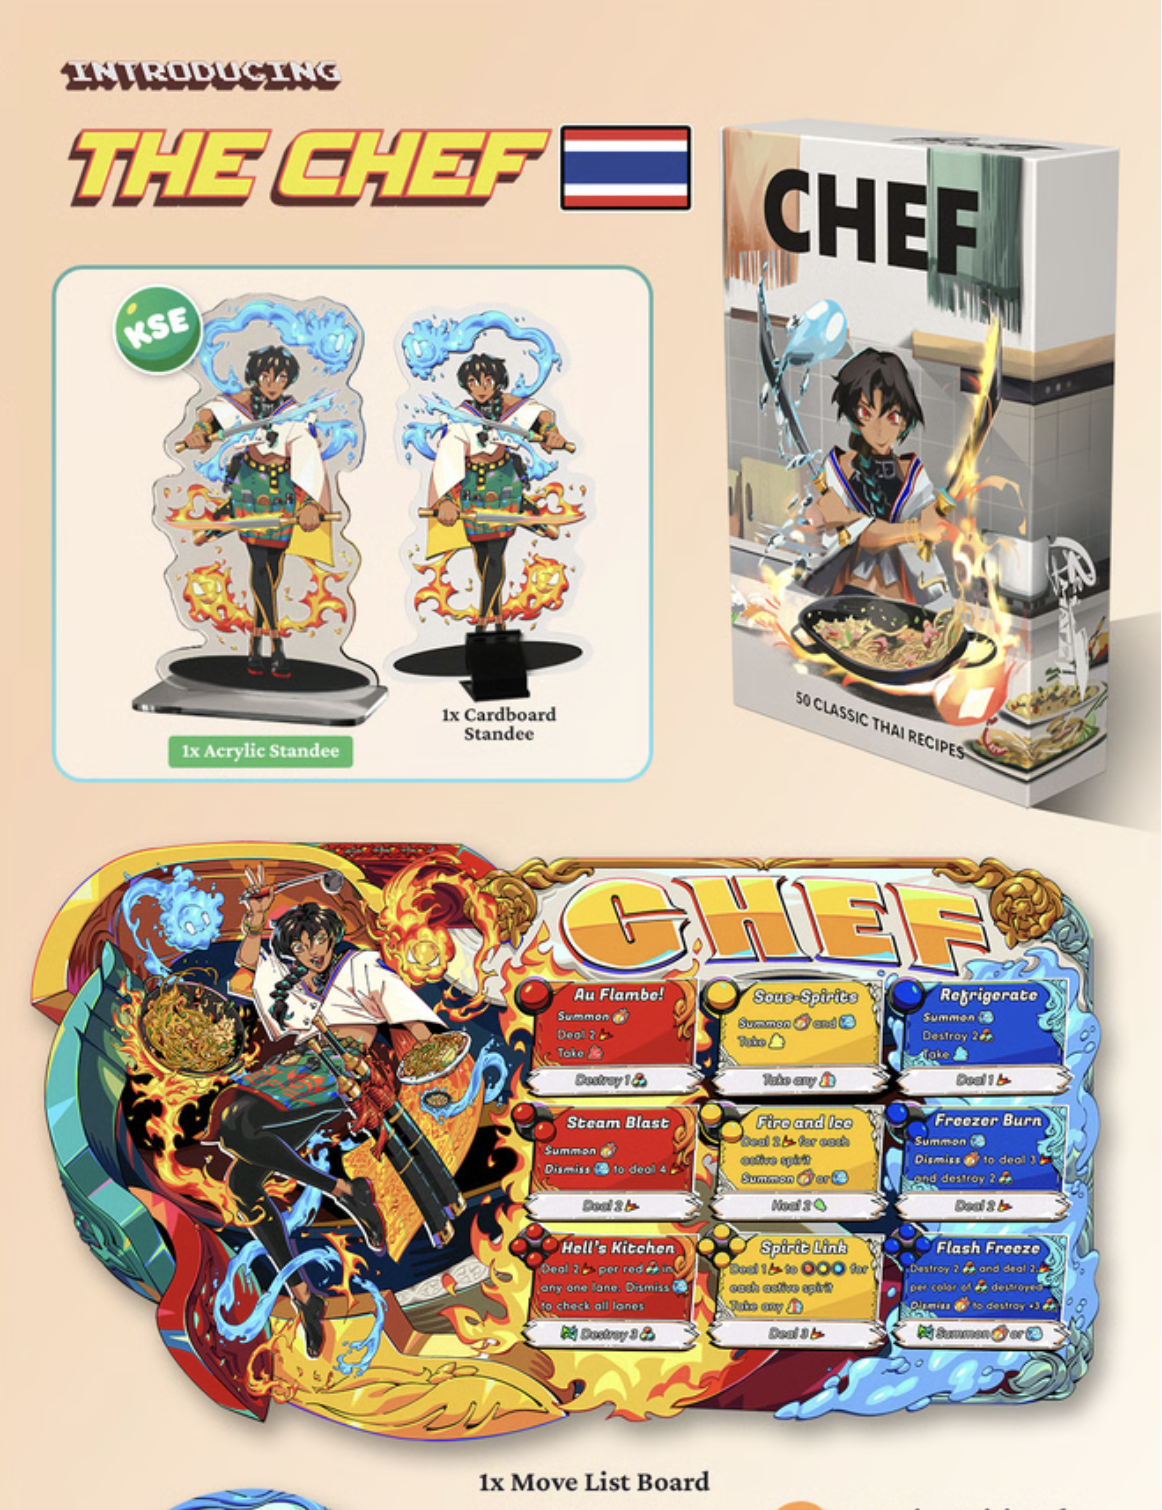 INTRODUCING
THE CHEF
KSE
1x Acrylic Standee
1x Cardboard
Standee
CHEF
50 CLASSIC THAI RECIPES
CHEF
Au Flambe!
Summon
Deal 2
Take
Destroy 1
Sous-Spirits
Summon and
Take
Take any
Refrigerate
Summon
Destroy 2
Take
Deal 1
Steam Blast
Summon
Dismiss to deal 4
Deal 2
Fire and Ice
Deal 2 for each
active spirit
Summon or
Heal 2
Freezer Burn
Summon
Dismiss to deal 3
and destroy 2
Deal 2
Hell's Kitchen
Deal 2 per red in
any one lane. Dismiss
to check all lanes
Destroy 3
Spirit Link
Deal 1 to for
each active spirit
Take any
Deal 3
Flash Freeze
Destroy 2 and deal 2
per color of destroyed
Dismiss to destroy +3
Summon or
1x Move List Board